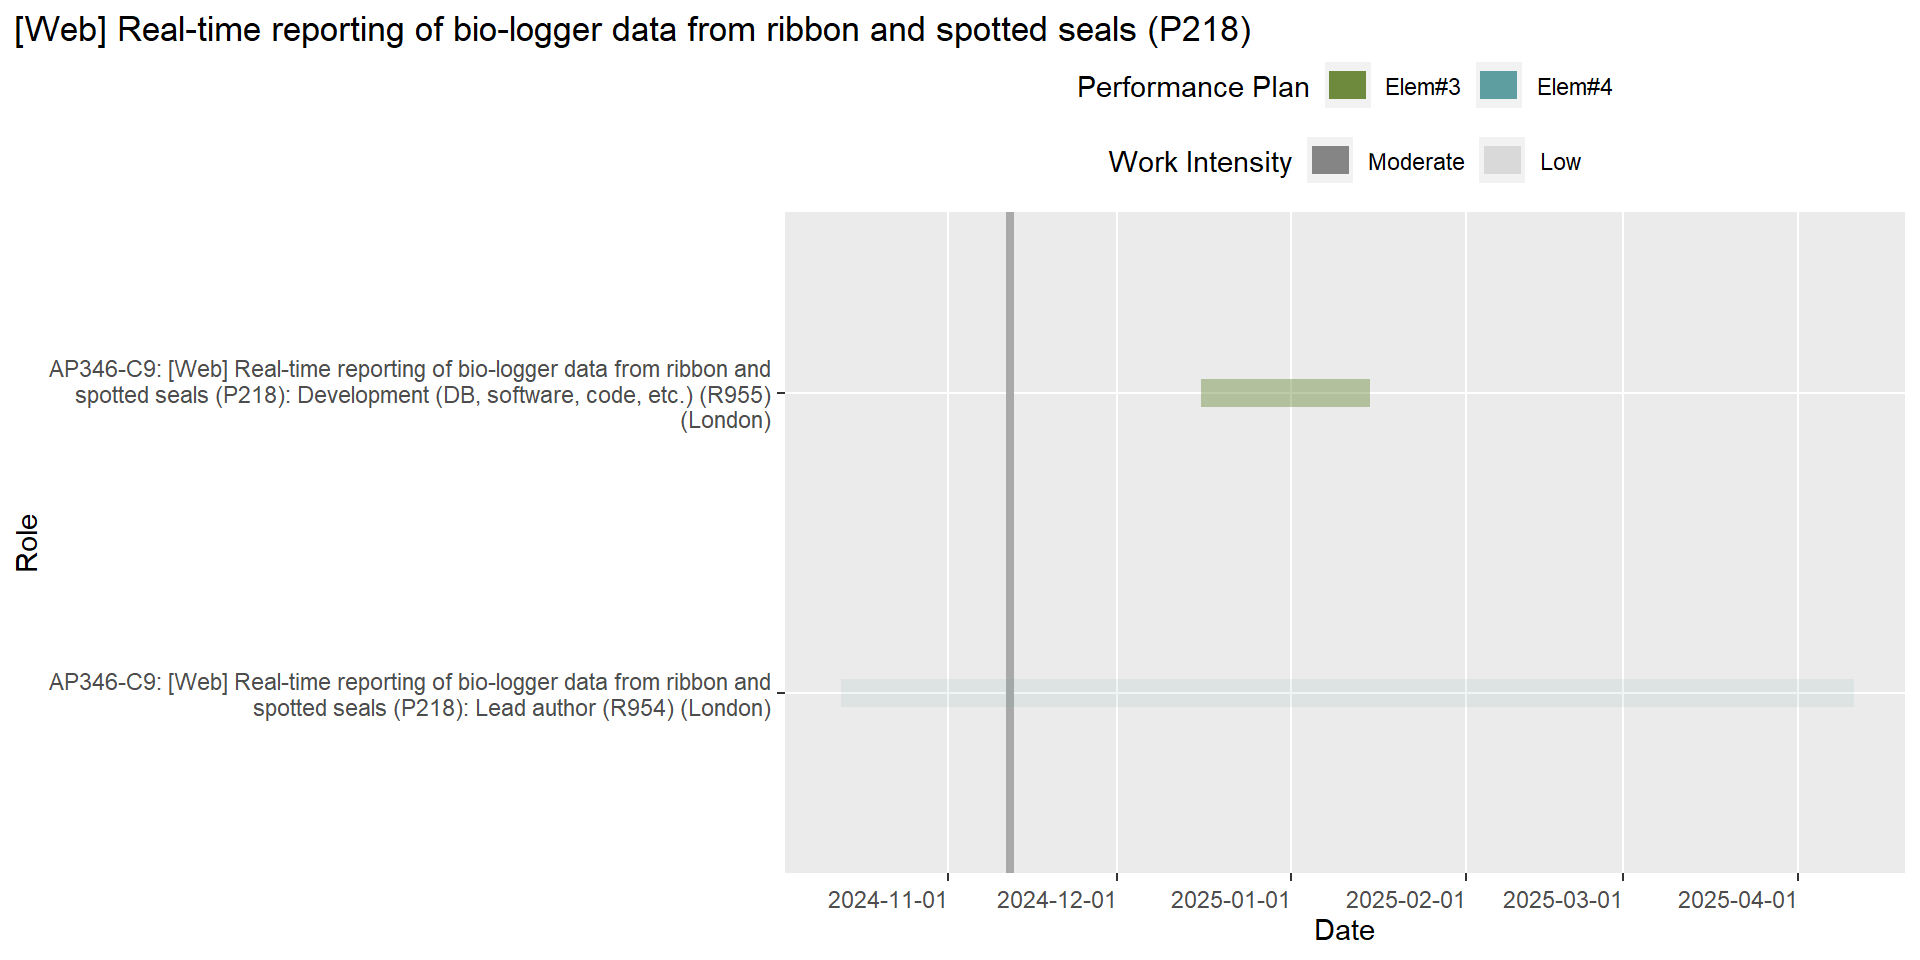 [Web] Real-time reporting of bio-logger data from ribbon and spotted seals (P218)
Performance Plan Elem#3 Elem#4
Work Intensity Moderate Low
AP346-C9: [Web] Real-time reporting of bio-logger data from ribbon and
spotted seals (P218): Development (DB, software, code, etc.) (R955)
(London)
Role
AP346-C9: [Web] Real-time reporting of bio-logger data from ribbon and
spotted seals (P218): Lead author (R954) (London)
2024-11-01 2024-12-01 2025-01-01 2025-02-01 2025-03-01 2025-04-01
Date